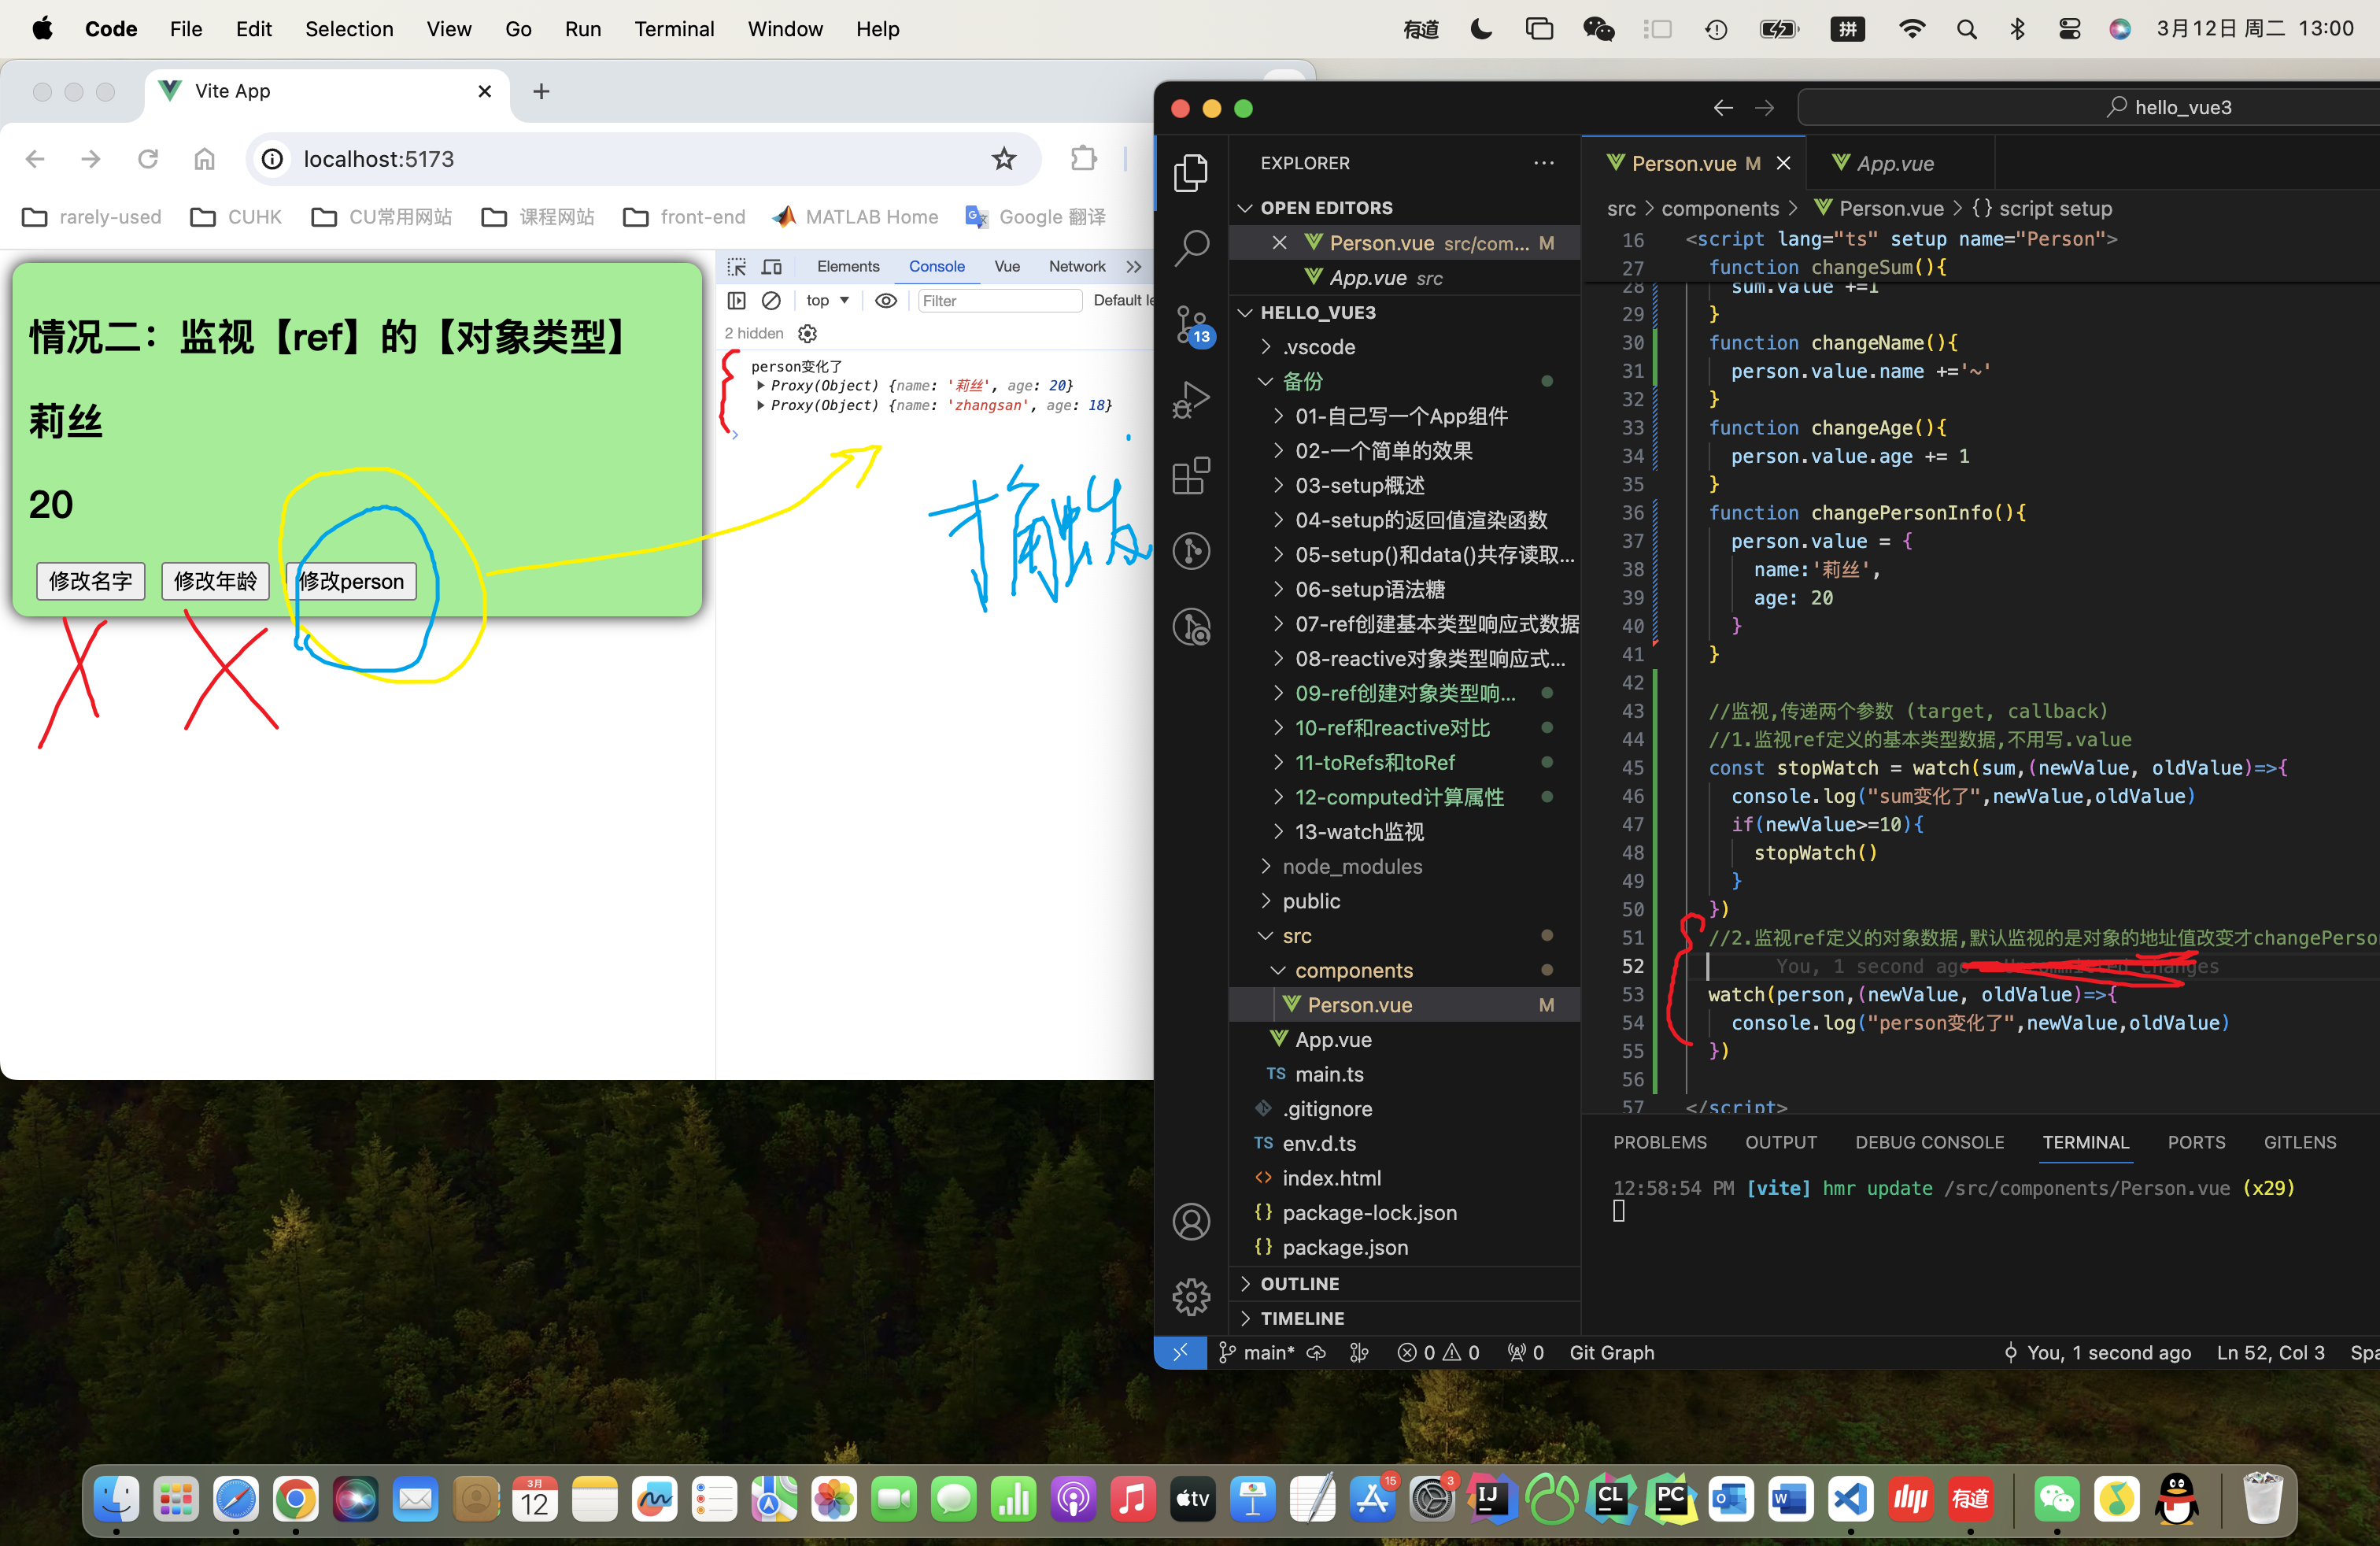 Code File Edit Selection View Go Run Terminal Window Help
有道 拼 3月12日 周二 13:00
Vite App
localhost:5173
rarely-used CUHK CU常用网站 课程网站 front-end MATLAB Home Google 翻译
情况二：监视【ref】的【对象类型】
莉丝
20
修改名字 修改年龄 修改person
Elements Console Vue Network
top Filter Default le
2 hidden
person变化了
Proxy(Object) {name: '莉丝', age: 20}
Proxy(Object) {name: 'zhangsan', age: 18}
才触发
hello_vue3
EXPLORER
OPEN EDITORS
Person.vue src/com... M
App.vue src
HELLO_VUE3
.vscode
备份
01-自己写一个App组件
02-一个简单的效果
03-setup概述
04-setup的返回值渲染函数
05-setup()和data()共存读取...
06-setup语法糖
07-ref创建基本类型响应式数据
08-reactive对象类型响应式...
09-ref创建对象类型响...
10-ref和reactive对比
11-toRefs和toRef
12-computed计算属性
13-watch监视
node_modules
public
src
components
Person.vue M
App.vue
TS main.ts
.gitignore
TS env.d.ts
index.html
package-lock.json
package.json
OUTLINE
TIMELINE
13
Person.vue M App.vue
src > components > Person.vue > {} script setup
16 <script lang="ts" setup name="Person">
27 function changeSum(){
28 sum.value +=1
29 }
30 function changeName(){
31 person.value.name +='~'
32 }
33 function changeAge(){
34 person.value.age += 1
35 }
36 function changePersonInfo(){
37 person.value = {
38 name:'莉丝',
39 age: 20
40 }
41 }
42
43 //监视,传递两个参数 (target, callback)
44 //1.监视ref定义的基本类型数据,不用写.value
45 const stopWatch = watch(sum,(newValue, oldValue)=>{
46 console.log("sum变化了",newValue,oldValue)
47 if(newValue>=10){
48 stopWatch()
49 }
50 })
51 //2.监视ref定义的对象数据,默认监视的是对象的地址值改变才changePerso
52 You, 1 second ago Uncommitted changes
53 watch(person,(newValue, oldValue)=>{
54 console.log("person变化了",newValue,oldValue)
55 })
56
57 </script>
PROBLEMS OUTPUT DEBUG CONSOLE TERMINAL PORTS GITLENS
12:58:54 PM [vite] hmr update /src/components/Person.vue (x29)
main* 0 0 0 Git Graph You, 1 second ago Ln 52, Col 3 Spa
3月 12 tv 15 3 IJ CL PC O W 有道